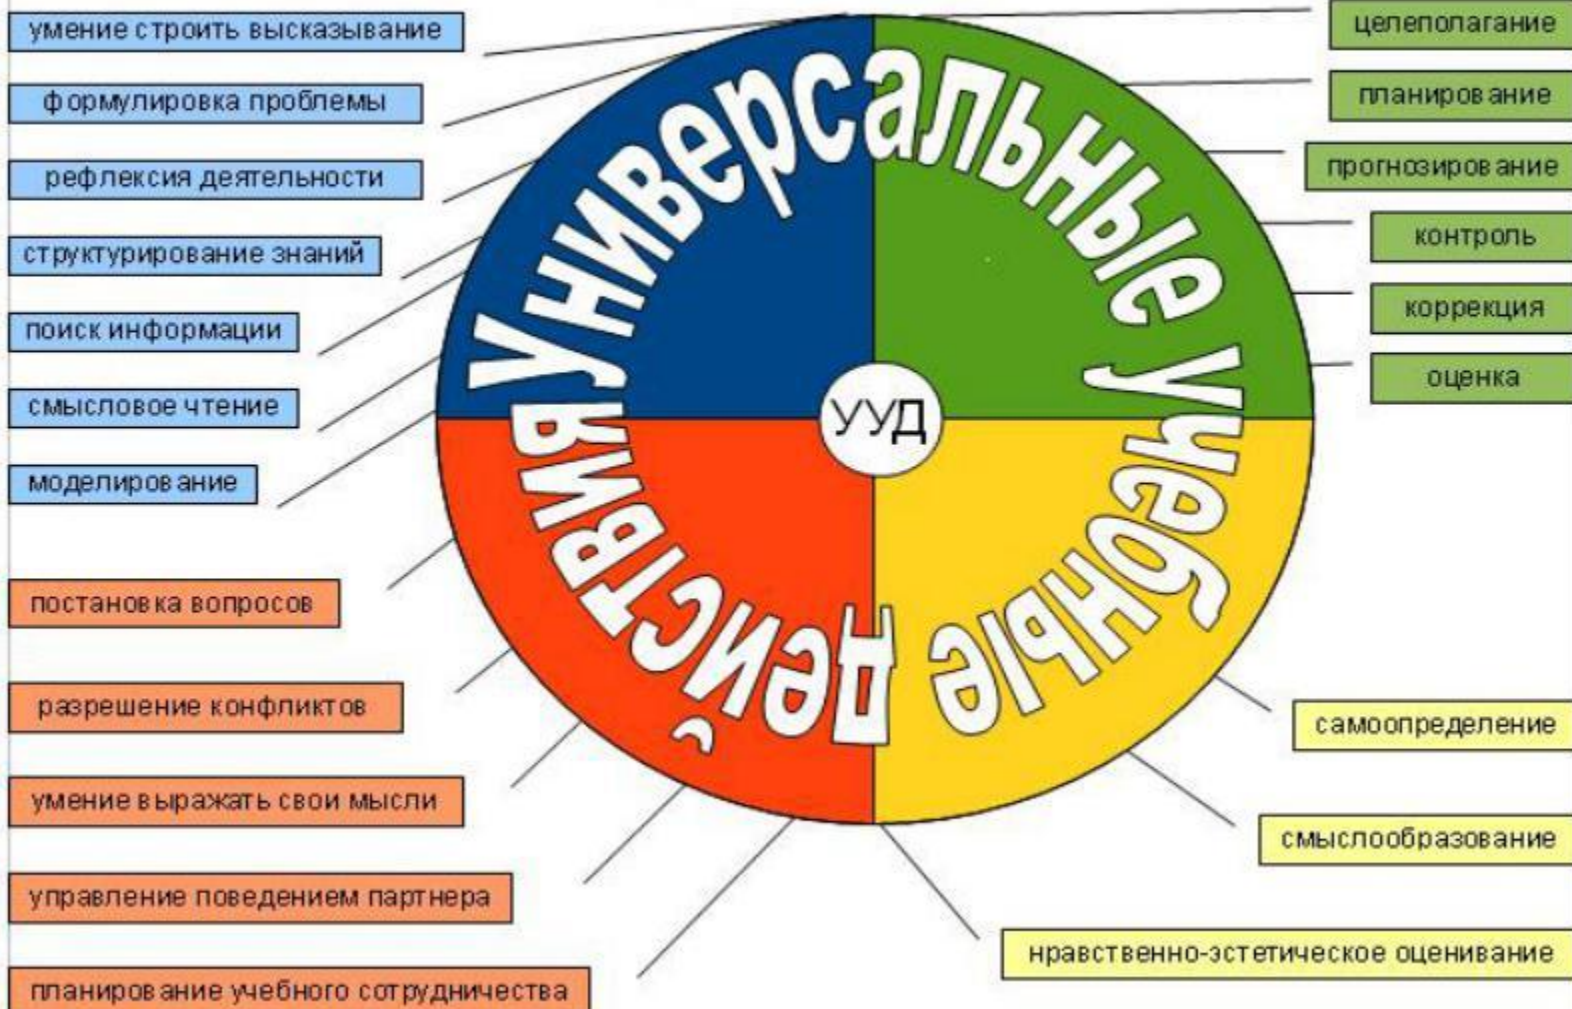 умение строить высказывание
формулировка проблемы
рефлексия деятельности
структурирование знаний
поиск информации
смысловое чтение
моделирование
постановка вопросов
разрешение конфликтов
умение выражать свои мысли
управление поведением партнера
планирование учебного сотрудничества
Универсальные учебные действия
УУД
целеполагание
планирование
прогнозирование
контроль
коррекция
оценка
самоопределение
смыслообразование
нравственно-эстетическое оценивание